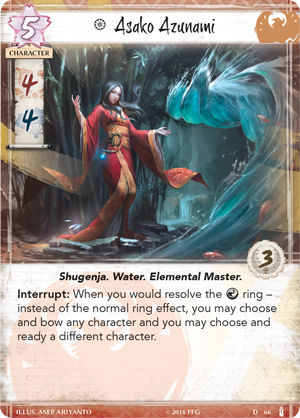 5
Asako Azunami
CHARACTER
4
4
3
Shugenja. Water. Elemental Master.
Interrupt: When you would resolve the ring –
instead of the normal ring effect, you may choose
and bow any character and you may choose and
ready a different character.
ILLUS. ASEP ARIYANTO © 2018 FFG D 66